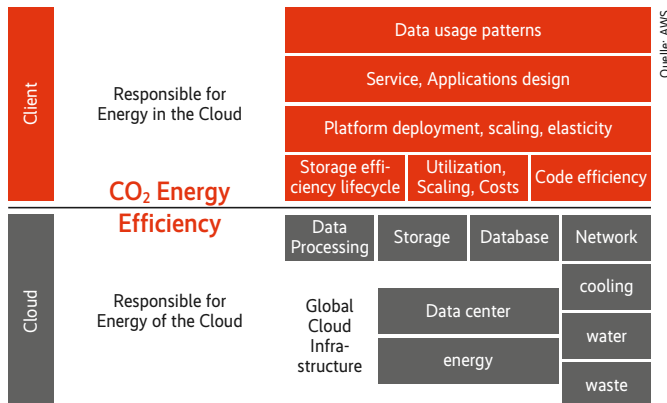 Data usage patterns
Quelle: AWS
Client
Responsible for
Energy in the Cloud
Service, Applications design
Platform deployment, scaling, elasticity
Storage effi-
ciency lifecycle
Utilization,
Scaling, Costs
Code efficiency
CO₂ Energy
Efficiency
Cloud
Responsible for
Energy of the Cloud
Data
Processing
Storage
Database
Network
Global
Cloud
Infra-
structure
Data center
energy
cooling
water
waste